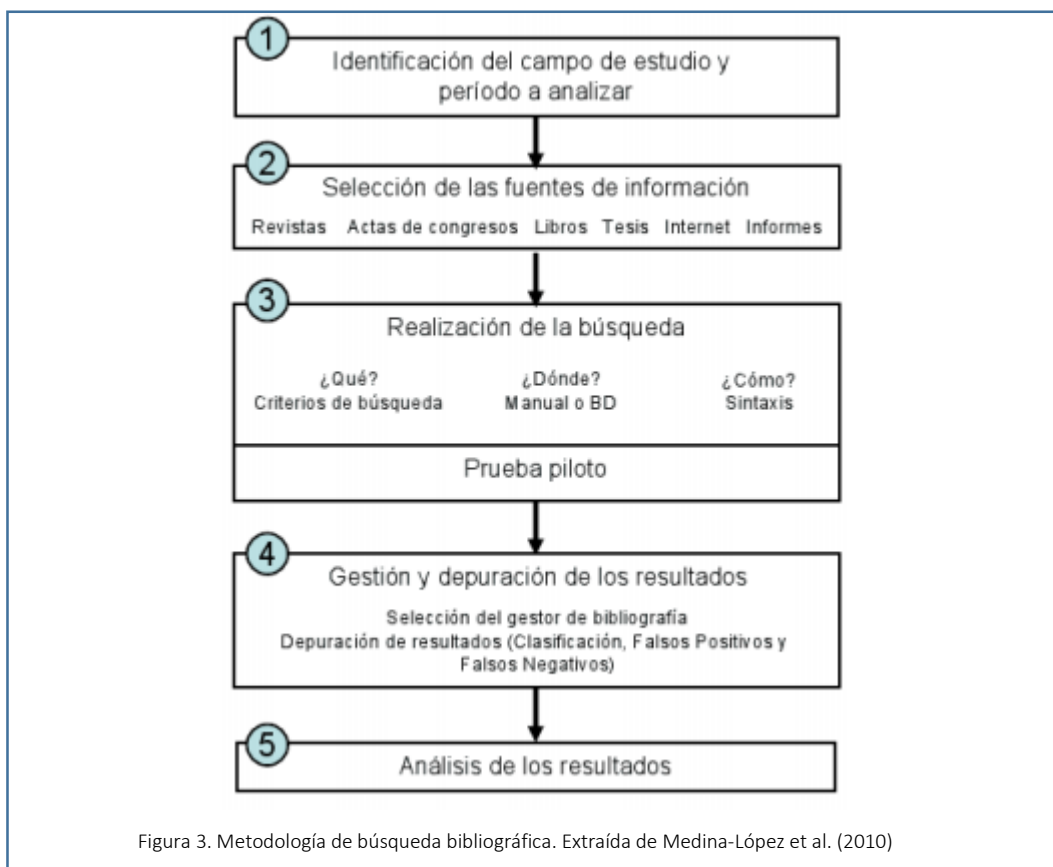 1
Identificación del campo de estudio y
período a analizar
2
Selección de las fuentes de información
Revistas Actas de congresos Libros Tesis Internet Informes
3
Realización de la búsqueda
¿Qué? ¿Dónde? ¿Cómo?
Criterios de búsqueda Manual o BD Sintaxis
Prueba piloto
4
Gestión y depuración de los resultados
Selección del gestor de bibliografía
Depuración de resultados (Clasificación, Falsos Positivos y
Falsos Negativos)
5
Análisis de los resultados
Figura 3. Metodología de búsqueda bibliográfica. Extraída de Medina-López et al. (2010)